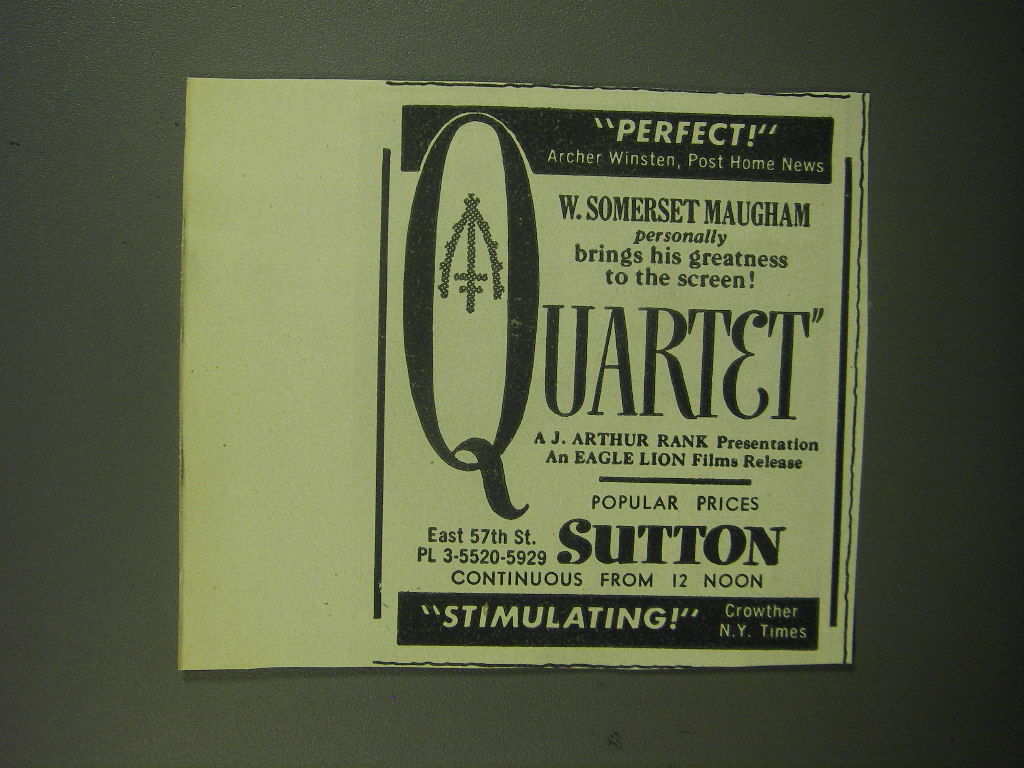 "PERFECT!"
Archer Winsten, Post Home News
W. SOMERSET MAUGHAM
personally
brings his greatness
to the screen!
QUARTET"
A J. ARTHUR RANK Presentation
An EAGLE LION Films Release
POPULAR PRICES
East 57th St.
PL 3-5520-5929
SUTTON
CONTINUOUS FROM 12 NOON
"STIMULATING!"
Crowther
N.Y. Times